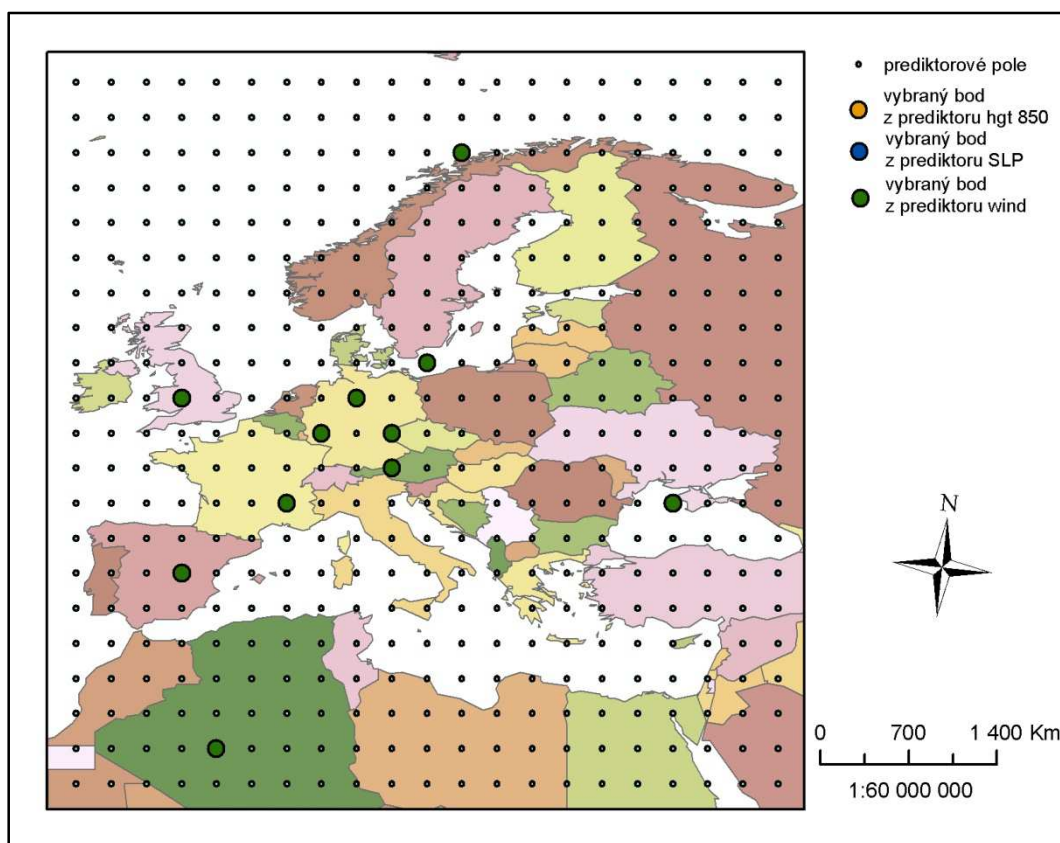 prediktorové pole
vybraný bod
z prediktoru hgt 850
vybraný bod
z prediktoru SLP
vybraný bod
z prediktoru wind
N
0 700 1 400 Km
1:60 000 000